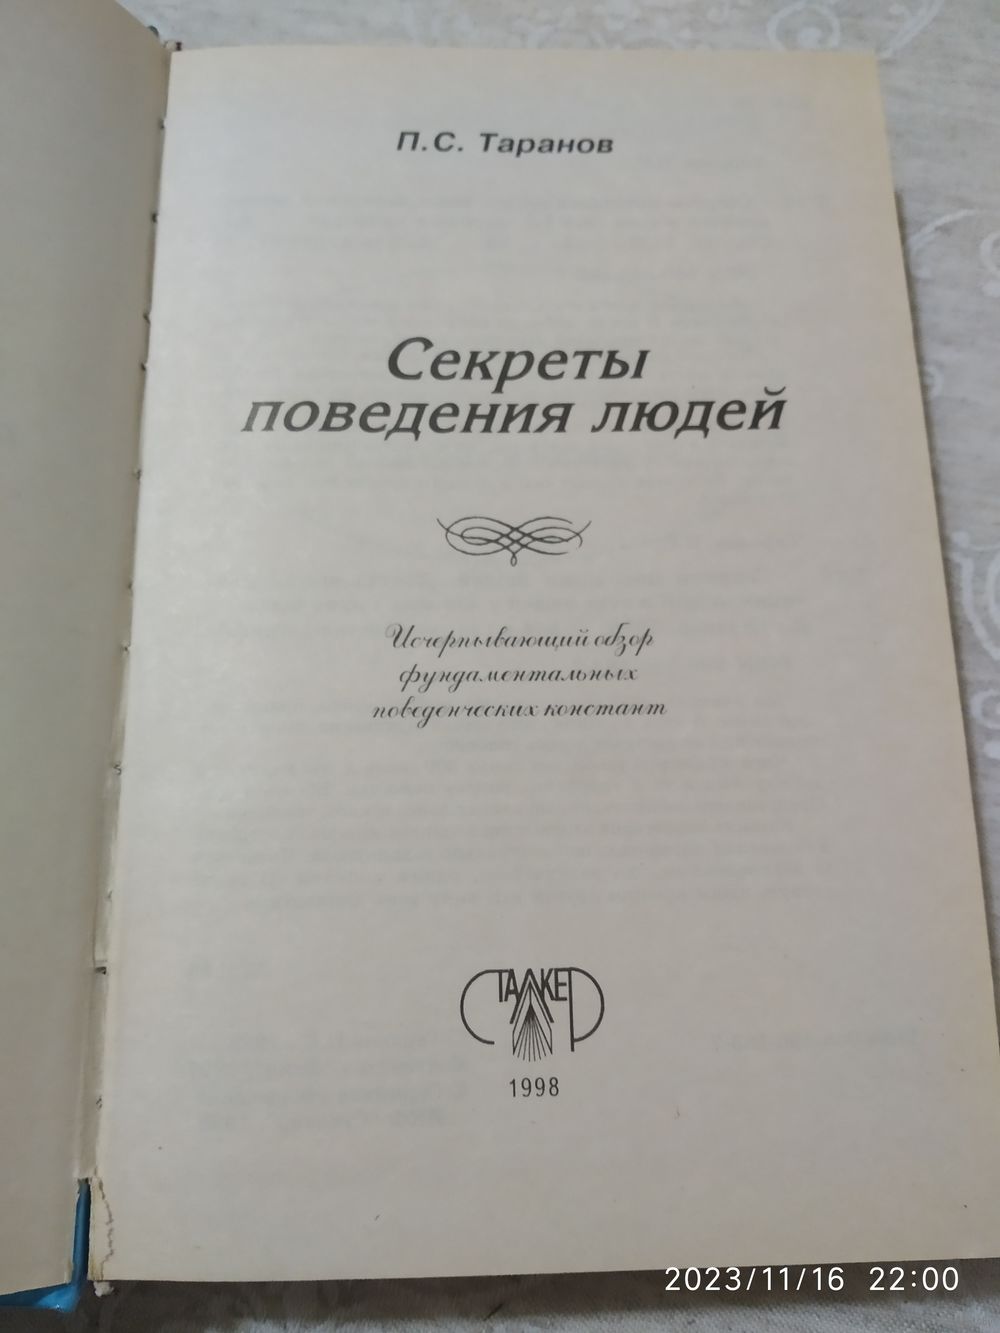 П.С. Таранов
Секреты
поведения людей
Исчерпывающий обзор
фундаментальных
поведенческих констант
СТАЛКЕР
1998
2023/11/16 22:00